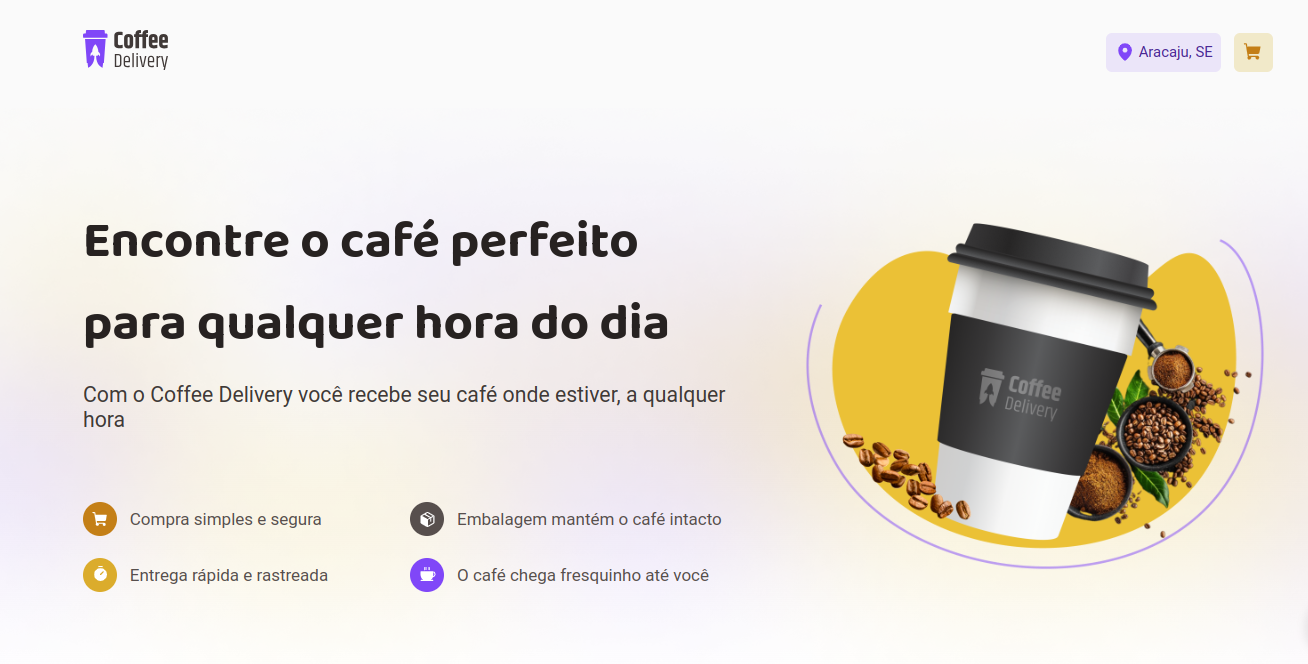 Coffee
Delivery
Aracaju, SE
Encontre o café perfeito
para qualquer hora do dia
Com o Coffee Delivery você recebe seu café onde estiver, a qualquer
hora
Coffee
Delivery
Compra simples e segura
Embalagem mantém o café intacto
Entrega rápida e rastreada
O café chega fresquinho até você